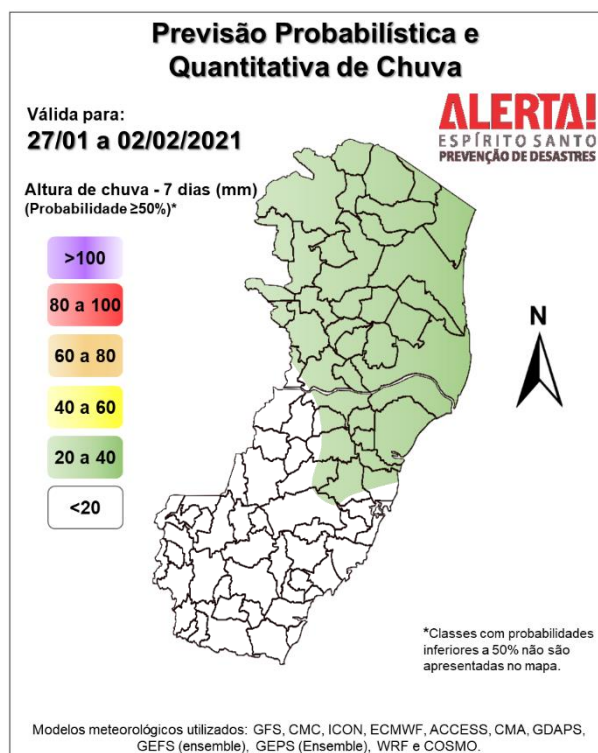 Previsão Probabilística e
Quantitativa de Chuva
Válida para:
27/01 a 02/02/2021
ALERTA!
ESPÍRITO SANTO
PREVENÇÃO DE DESASTRES
Altura de chuva - 7 dias (mm)
(Probabilidade ≥50%)*
>100
80 a 100
60 a 80
40 a 60
20 a 40
<20
N
*Classes com probabilidades
inferiores a 50% não são
apresentadas no mapa.
Modelos meteorológicos utilizados: GFS, CMC, ICON, ECMWF, ACCESS, CMA, GDAPS,
GEFS (ensemble), GEPS (Ensemble), WRF e COSMO.